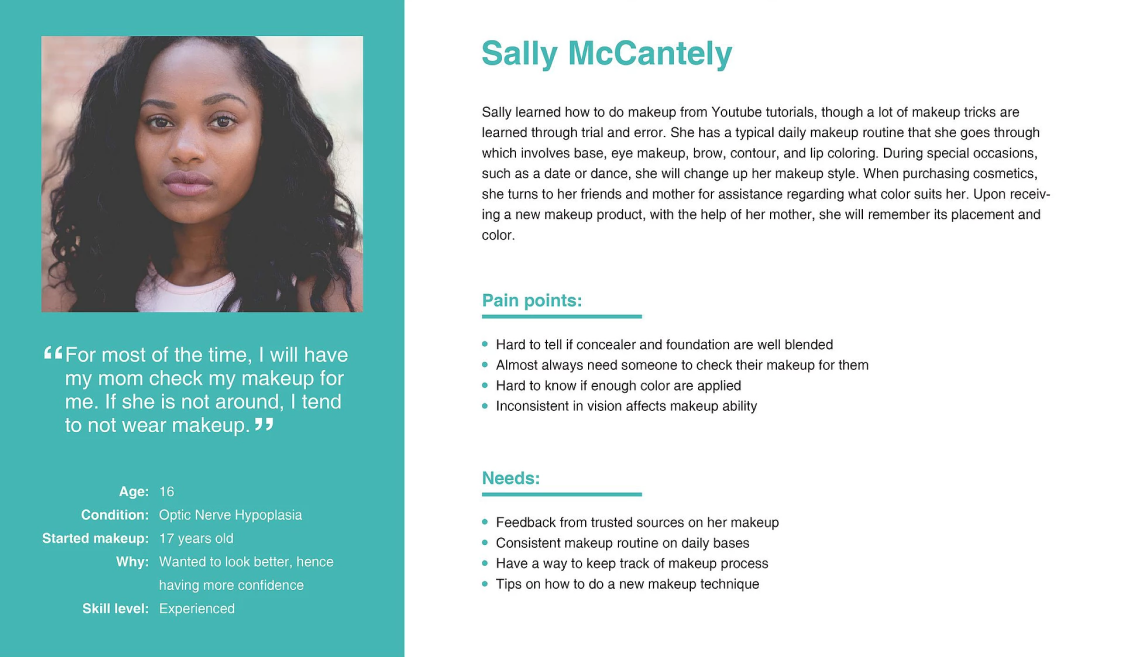 Sally McCantely
Sally learned how to do makeup from Youtube tutorials, though a lot of makeup tricks are
learned through trial and error. She has a typical daily makeup routine that she goes through
which involves base, eye makeup, brow, contour, and lip coloring. During special occasions,
such as a date or dance, she will change up her makeup style. When purchasing cosmetics,
she turns to her friends and mother for assistance regarding what color suits her. Upon receiv-
ing a new makeup product, with the help of her mother, she will remember its placement and
color.
“For most of the time, I will have
my mom check my makeup for
me. If she is not around, I tend
to not wear makeup.”
Age: 16
Condition: Optic Nerve Hypoplasia
Started makeup: 17 years old
Why: Wanted to look better, hence
having more confidence
Skill level: Experienced
Pain points:
• Hard to tell if concealer and foundation are well blended
• Almost always need someone to check their makeup for them
• Hard to know if enough color are applied
• Inconsistent in vision affects makeup ability
Needs:
• Feedback from trusted sources on her makeup
• Consistent makeup routine on daily bases
• Have a way to keep track of makeup process
• Tips on how to do a new makeup technique